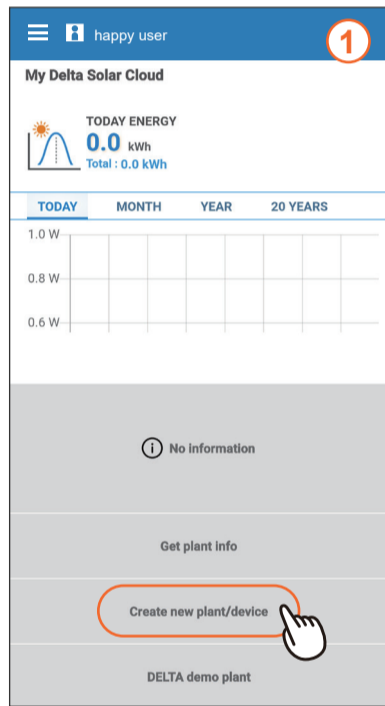 happy user
1
My Delta Solar Cloud
TODAY ENERGY
0.0 kWh
Total : 0.0 kWh
TODAY MONTH YEAR 20 YEARS
1.0 W
0.8 W
0.6 W
No information
Get plant info
Create new plant/device
DELTA demo plant